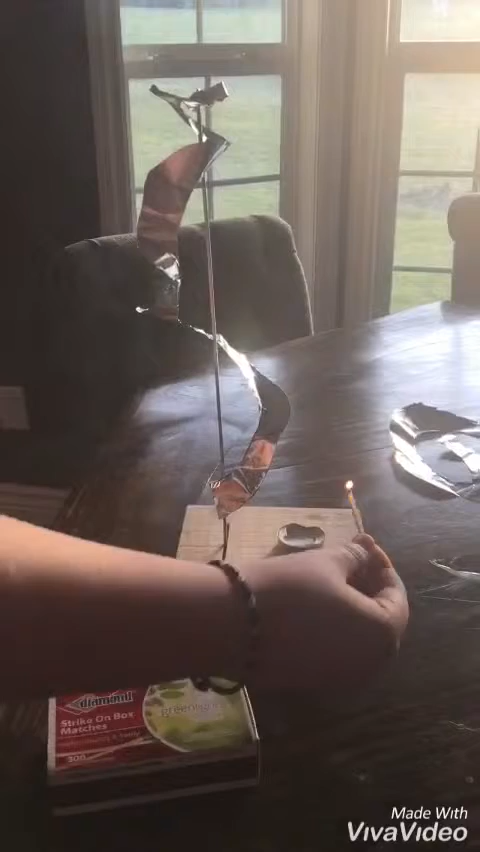 diamond
Strike On Box
Matches
greenlight
300
Made With
VivaVideo